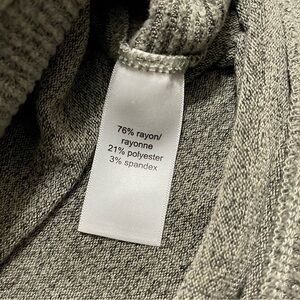 76% rayon/
rayonne
21% polyester
3% spandex